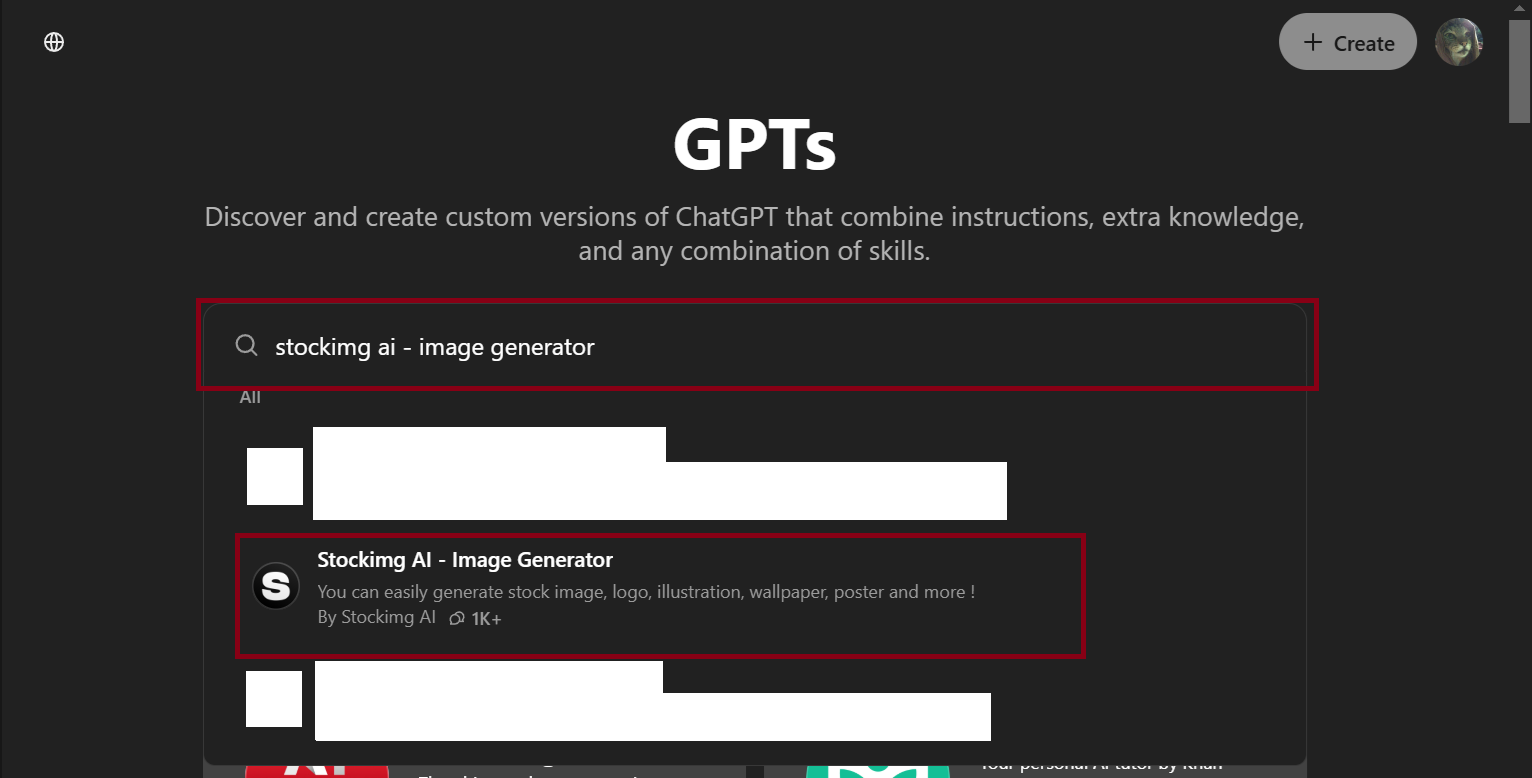 + Create
GPTs
Discover and create custom versions of ChatGPT that combine instructions, extra knowledge,
and any combination of skills.
stockimg ai - image generator
All
Stockimg AI - Image Generator
You can easily generate stock image, logo, illustration, wallpaper, poster and more !
By Stockimg AI 1K+
S
AI
Your personal AI tutor by Khan